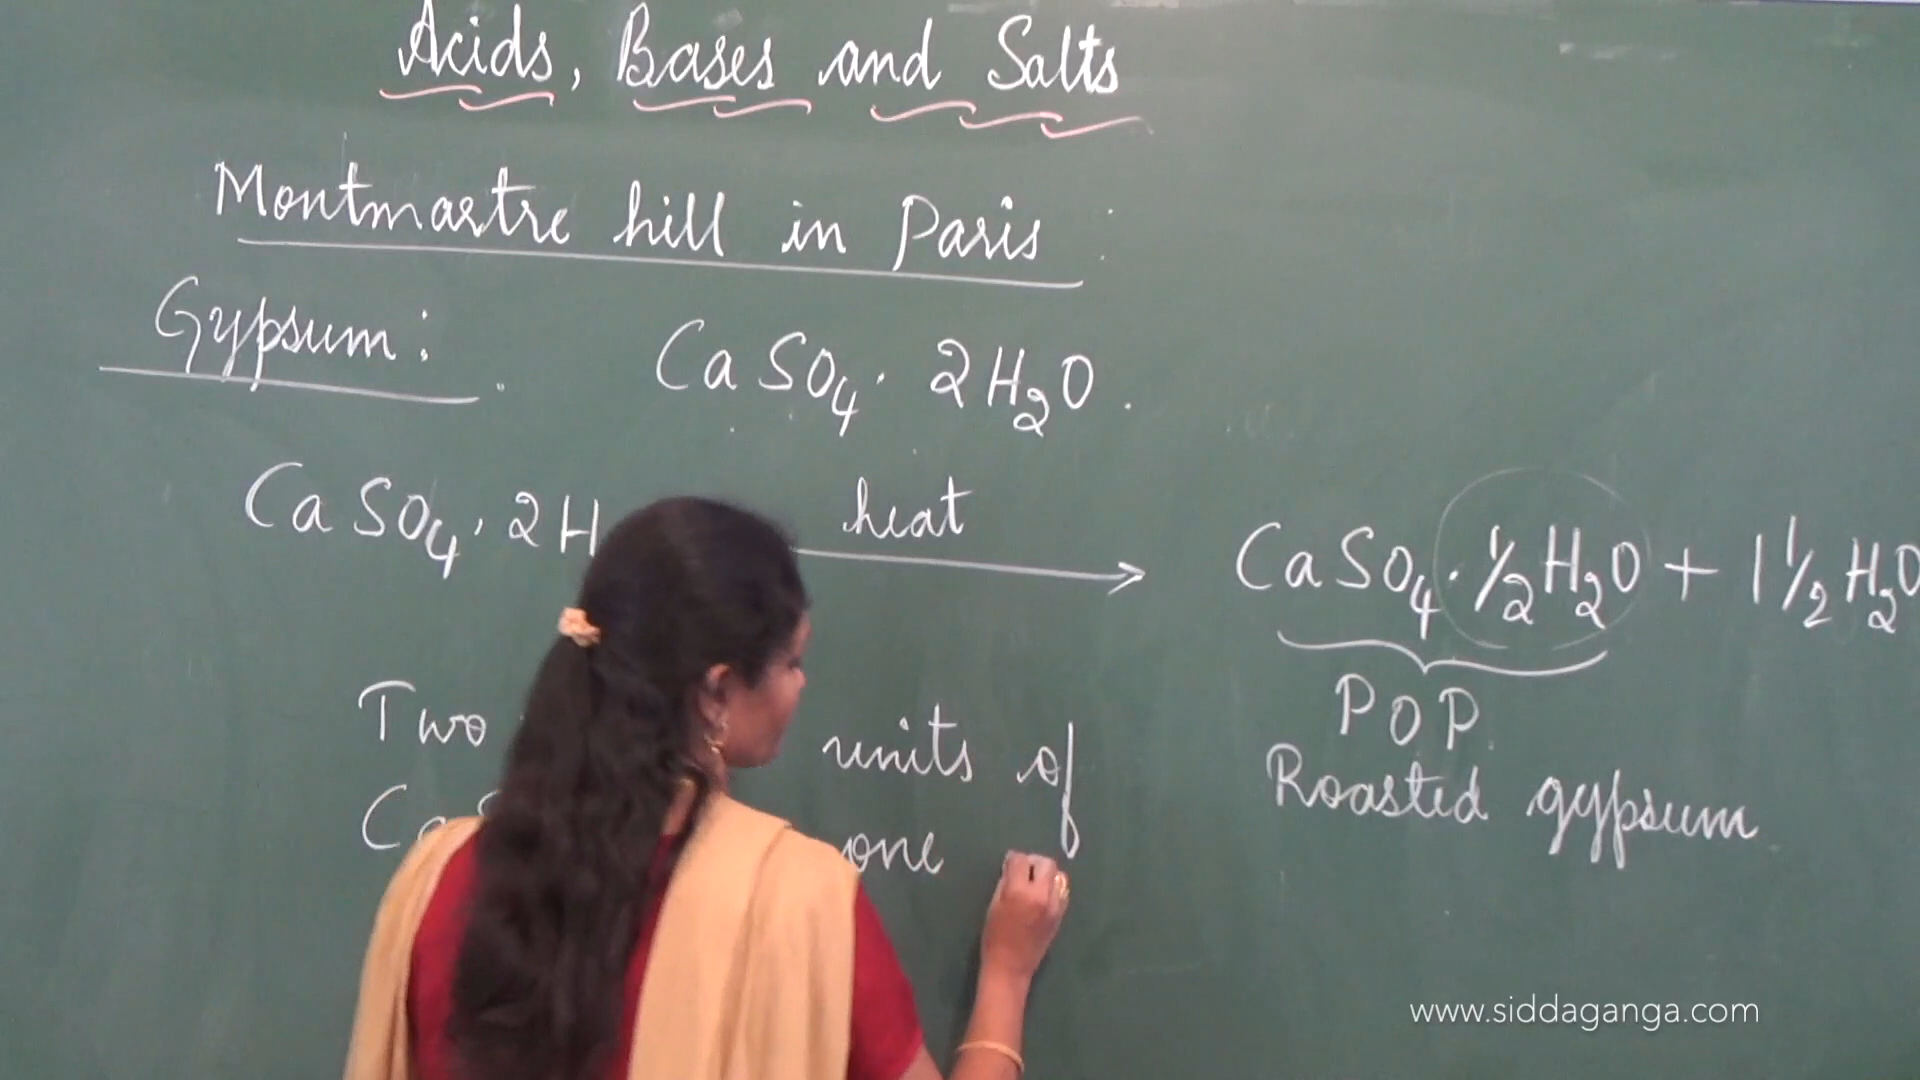 Acids, Bases and Salts
Montmartre hill in Paris
Gypsum: CaSO₄·2H₂O.
CaSO₄·2H heat → CaSO₄·½H₂O + 1½H₂O
POP
Roasted gypsum
Two units of
one
www.siddaganga.com